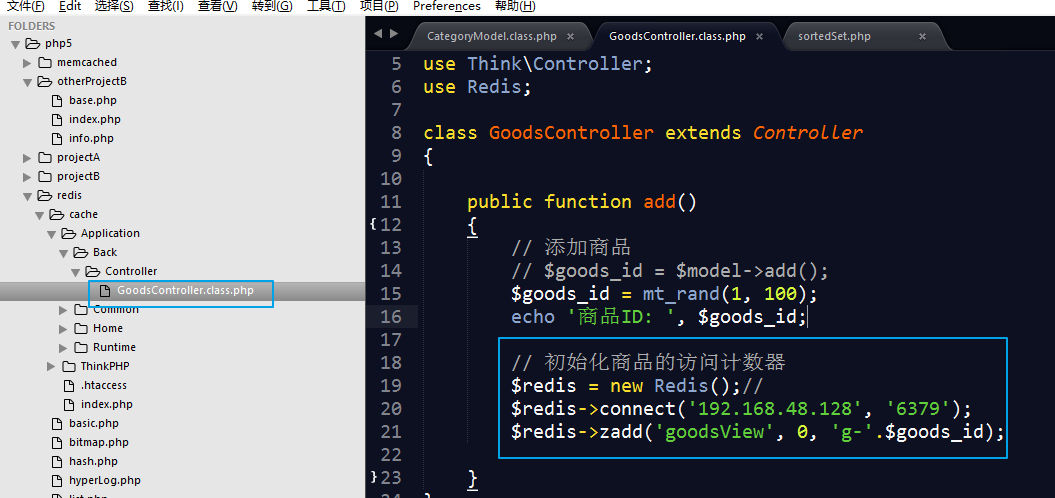 文件(F) Edit 选择(S) 查找(I) 查看(V) 转到(G) 工具(T) 项目(P) Preferences 帮助(H)
FOLDERS
php5
memcached
otherProjectB
base.php
index.php
info.php
projectA
projectB
redis
cache
Application
Back
Controller
GoodsController.class.php
Common
Home
Runtime
ThinkPHP
.htaccess
index.php
basic.php
bitmap.php
hash.php
hyperLog.php
list.php
CategoryModel.class.php × GoodsController.class.php × sortedSet.php ×
5 use Think\Controller;
6 use Redis;
7
8 class GoodsController extends Controller
9 {
10
11 public function add()
{12 {
13 // 添加商品
14 // $goods_id = $model->add();
15 $goods_id = mt_rand(1, 100);
16 echo '商品ID: ', $goods_id;
17
18 // 初始化商品的访问计数器
19 $redis = new Redis();//
20 $redis->connect('192.168.48.128', '6379');
21 $redis->zadd('goodsView', 0, 'g-'.$goods_id);
22
}23 }
24 }